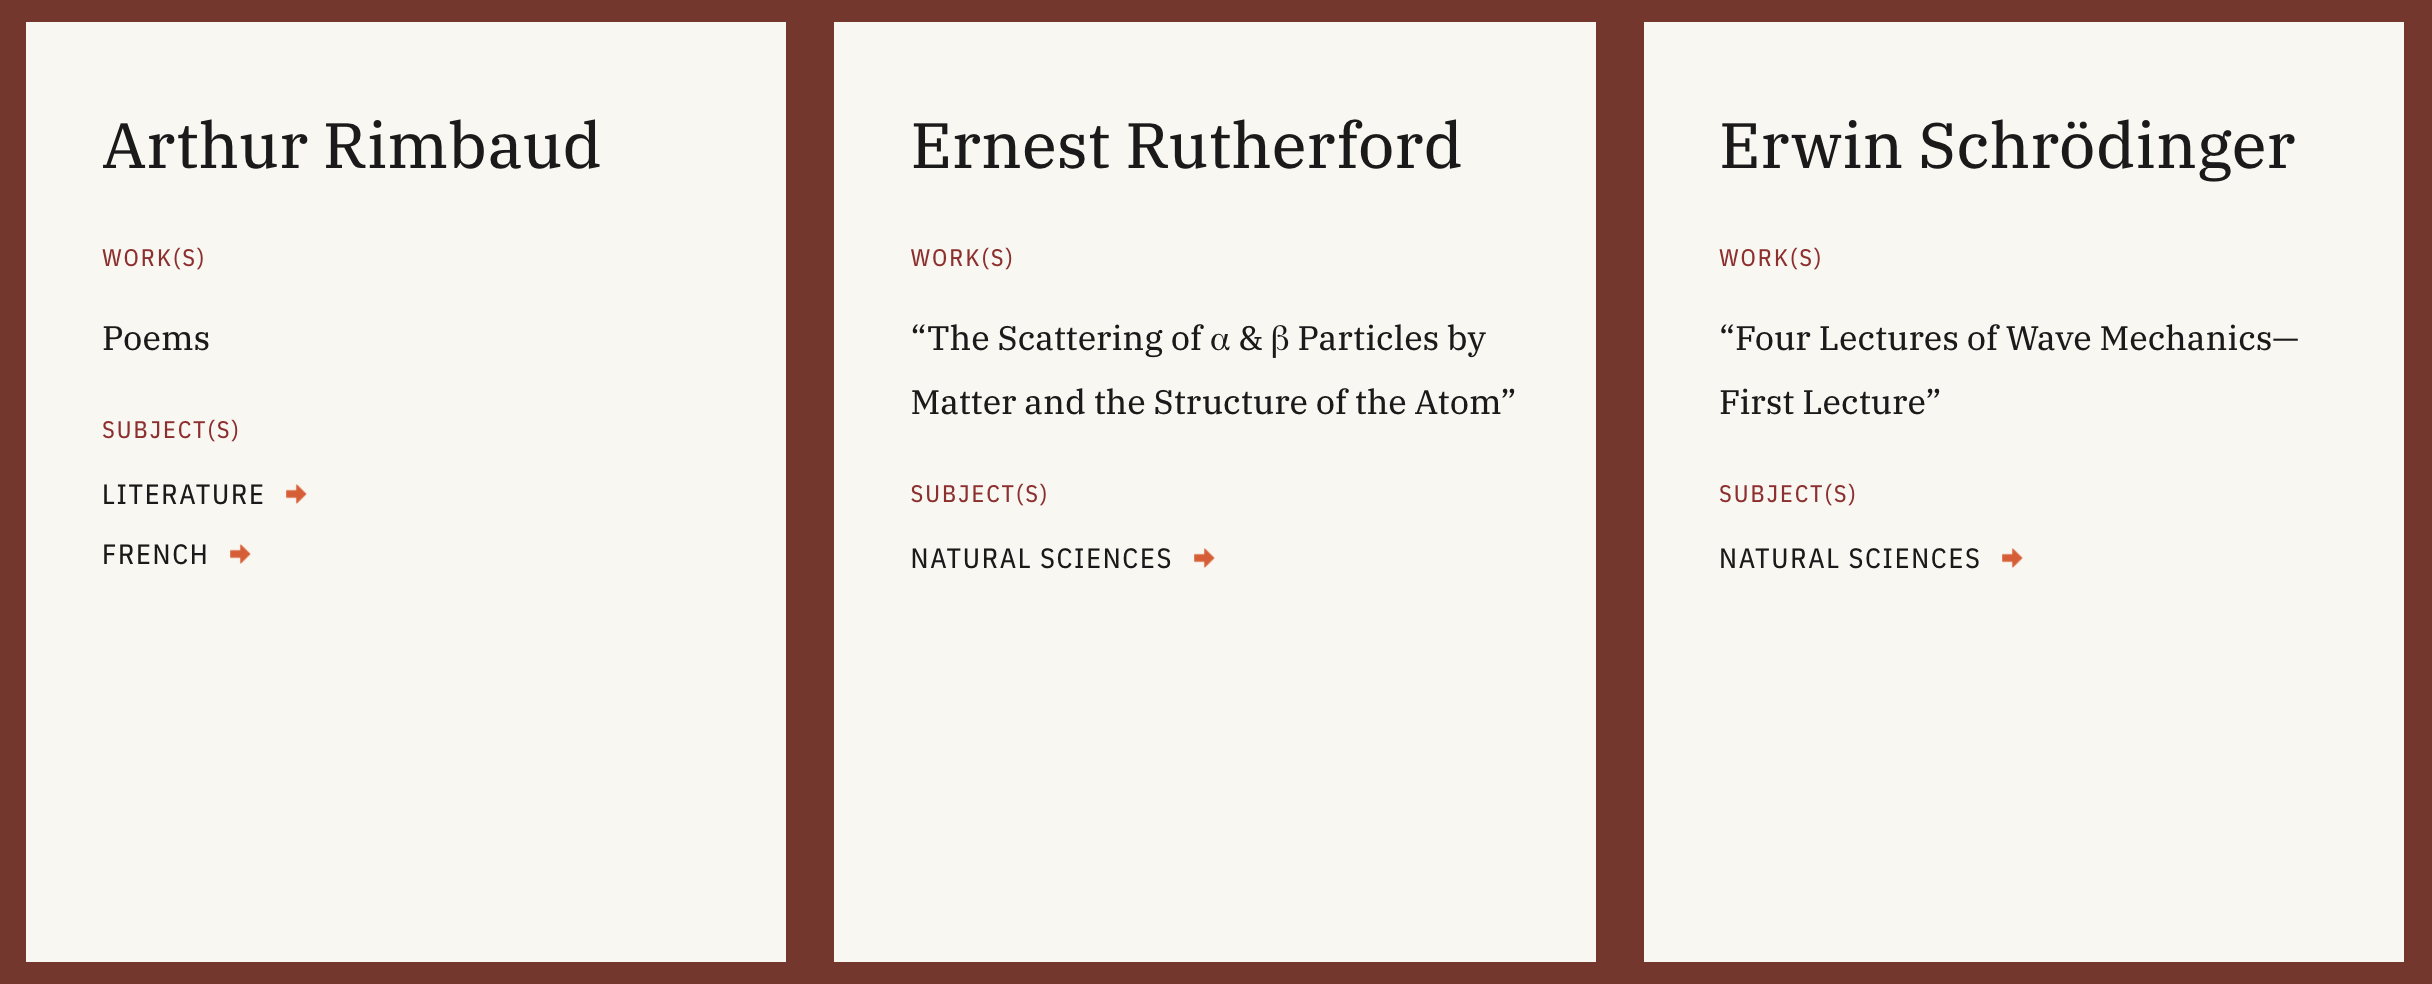 Arthur Rimbaud
WORK(S)
Poems
SUBJECT(S)
LITERATURE
FRENCH
Ernest Rutherford
WORK(S)
“The Scattering of α & β Particles by
Matter and the Structure of the Atom”
SUBJECT(S)
NATURAL SCIENCES
Erwin Schrödinger
WORK(S)
“Four Lectures of Wave Mechanics—
First Lecture”
SUBJECT(S)
NATURAL SCIENCES